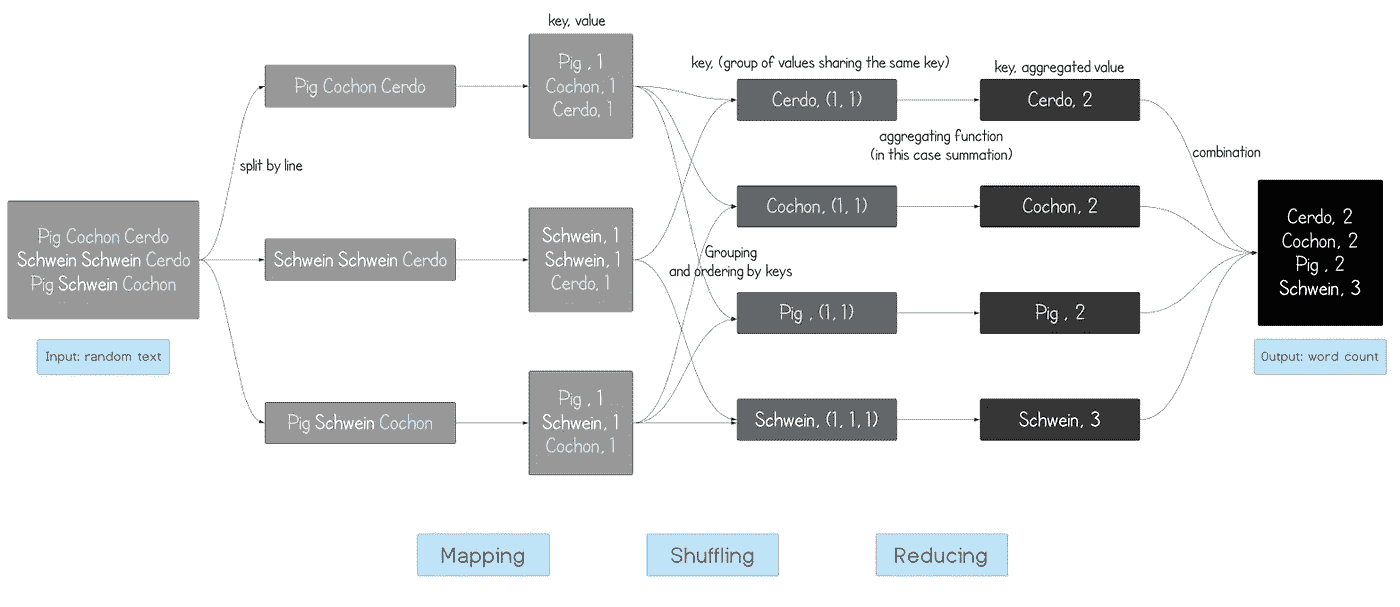 key, value
Pig , 1
Cochon, 1
Cerdo, 1
key, (group of values sharing the same key)
key, aggregated value
Pig Cochon Cerdo
Cerdo, (1, 1)
Cerdo, 2
aggregating function
(in this case summation)
split by line
combination
Pig Cochon Cerdo
Schwein Schwein Cerdo
Pig Schwein Cochon
Input: random text
Schwein Schwein Cerdo
Schwein, 1
Schwein, 1
Cerdo, 1
Cochon, (1, 1)
Cochon, 2
Grouping
and ordering by keys
Cerdo, 2
Cochon, 2
Pig , 2
Schwein, 3
Output: word count
Pig , (1, 1)
Pig , 2
Pig Schwein Cochon
Pig , 1
Schwein, 1
Cochon, 1
Schwein, (1, 1, 1)
Schwein, 3
Mapping
Shuffling
Reducing